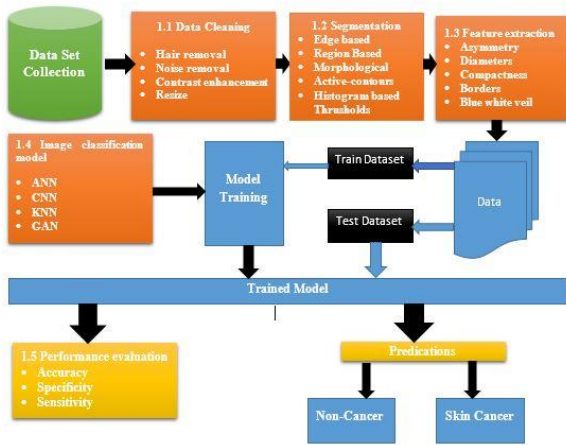 Data Set
Collection
1.1 Data Cleaning
• Hair removal
• Noise removal
• Contrast enhancement
• Resize
1.2 Segmentation
• Edge based
• Region Based
• Morphological
• Active-contours
• Histogram based
Thrusholds
1.3 Feature extraction
• Asymmetry
• Diameters
• Compactness
• Borders
• Blue white veil
1.4 Image classification
model
• ANN
• CNN
• KNN
• GAN
Model
Training
Train Dataset
Test Dataset
Data
Trained Model
1.5 Performance evaluation
• Accuracy
• Specificity
• Sensitivity
Predications
Non-Cancer
Skin Cancer